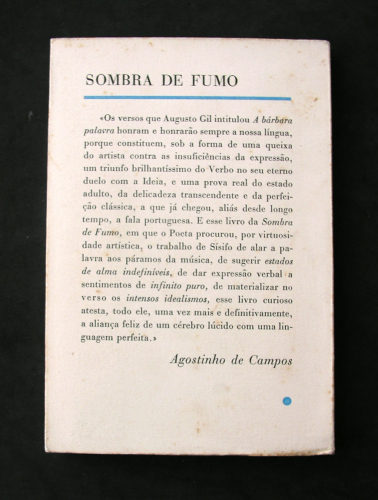 SOMBRA DE FUMO
«Os versos que Augusto Gil intitulou A bárbara
palavra honram e honrarão sempre a nossa língua,
porque constituem, sob a forma de uma queixa
do artista contra as insuficiências da expressão,
um triunfo brilhantíssimo do Verbo no seu eterno
duelo com a Ideia, e uma prova real do estado
adulto, da delicadeza transcendente e da perfei-
ção clássica, a que já chegou, aliás desde longo
tempo, a fala portuguesa. E esse livro da Sombra
de Fumo, em que o Poeta procurou, por virtuosi-
dade artística, o trabalho de Sísifo de alar a pa-
lavra aos páramos da música, de sugerir estados
de alma indefiníveis, de dar expressão verbal a
sentimentos de infinito puro, de materializar no
verso os intensos idealismos, esse livro curioso
atesta, todo ele, uma vez mais e definitivamente,
a aliança feliz de um cérebro lúcido com uma lin-
guagem perfeita.»
Agostinho de Campos